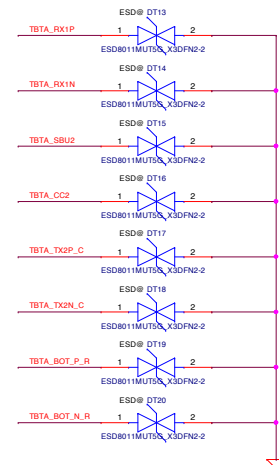 ESD@ DT13
TBTA_RX1P 1 2
ESD8011MUT5G_X3DFN2-2
ESD@ DT14
TBTA_RX1N 1 2
ESD8011MUT5G_X3DFN2-2
ESD@ DT15
TBTA_SBU2 1 2
ESD8011MUT5G_X3DFN2-2
ESD@ DT16
TBTA_CC2 1 2
ESD8011MUT5G_X3DFN2-2
ESD@ DT17
TBTA_TX2P_C 1 2
ESD8011MUT5G_X3DFN2-2
ESD@ DT18
TBTA_TX2N_C 1 2
ESD8011MUT5G_X3DFN2-2
ESD@ DT19
TBTA_BOT_P_R 1 2
ESD8011MUT5G_X3DFN2-2
ESD@ DT20
TBTA_BOT_N_R 1 2
ESD8011MUT5G_X3DFN2-2